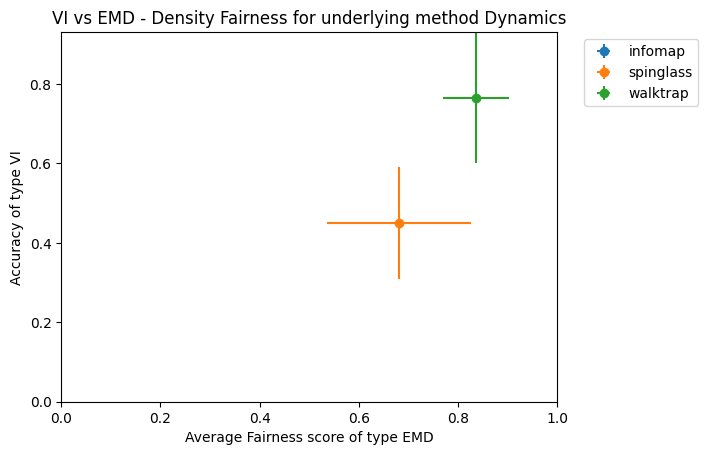 VI vs EMD - Density Fairness for underlying method Dynamics
infomap
spinglass
walktrap
Accuracy of type VI
0.8
0.6
0.4
0.2
0.0
0.0 0.2 0.4 0.6 0.8 1.0
Average Fairness score of type EMD